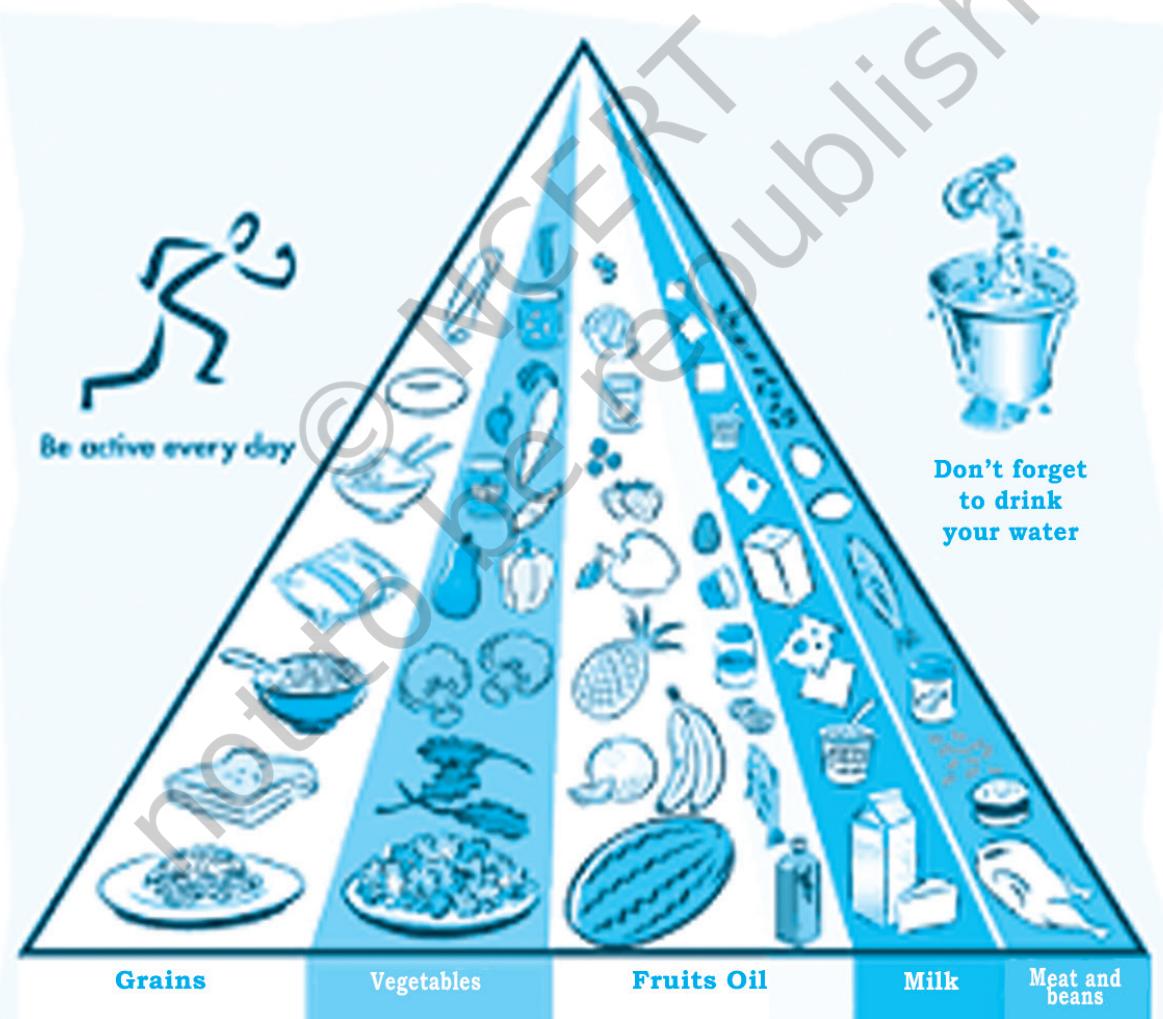 © NCERT
not to be republish
Be active every day
Don't forget
to drink
your water
Grains
Vegetables
Fruits Oil
Milk
Meat and
beans